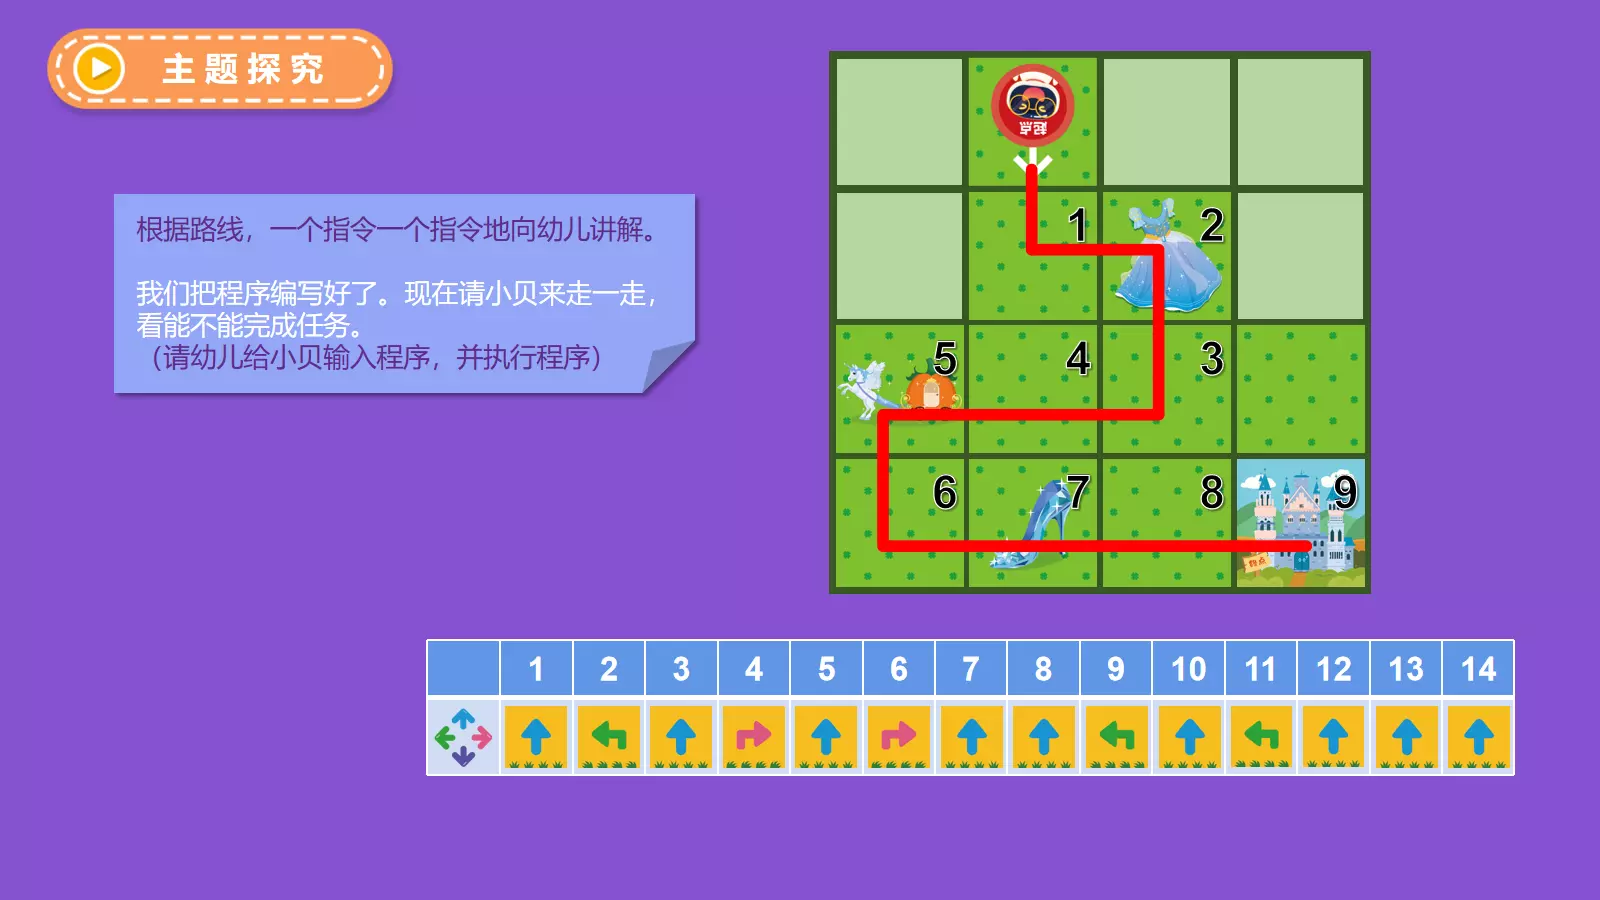 主题探究
起点
1
2
根据路线，一个指令一个指令地向幼儿讲解。
我们把程序编写好了。现在请小贝来走一走，
看能不能完成任务。
（请幼儿给小贝输入程序，并执行程序）
5
4
3
6
7
8
9
终点
1 2 3 4 5 6 7 8 9 10 11 12 13 14